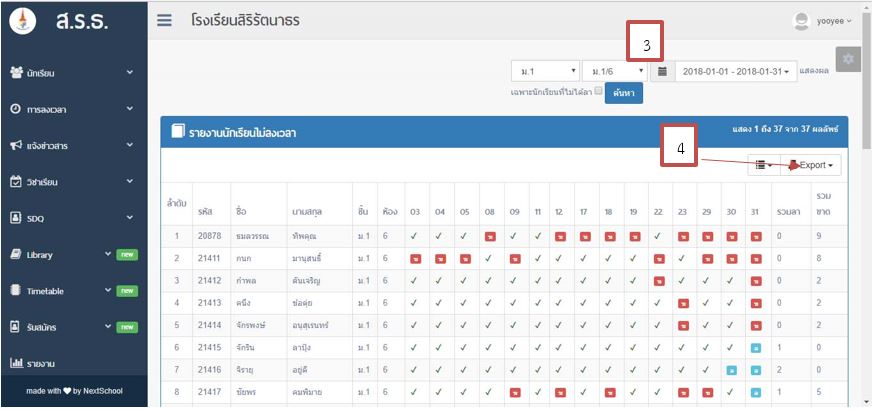 ส.ร.ธ.
โรงเรียนสิริรัตนาธร
yooyee
3
ม.1 ม.1/6 2018-01-01 - 2018-01-31 แสดงผล
เฉพาะนักเรียนที่ไม่ได้ลา ค้นหา
นักเรียน
การลงเวลา
แจ้งข่าวสาร
วิชาเรียน
SDQ
Library new
Timetable new
รับสมัคร new
รายงาน
made with ♥ by NextSchool
รายงานนักเรียนไม่ลงเวลา
แสดง 1 ถึง 37 จาก 37 ผลลัพธ์
4
Export
ลำดับ รหัส ชื่อ นามสกุล ชั้น ห้อง 03 04 05 08 09 11 12 17 18 19 22 23 29 30 31 รวมลา รวมขาด
1 20878 ธมลวรรณ ทัพคุณ ม.1 6 ✓ ✓ ✓ ข ✓ ✓ ข ข ข ข ✓ ข ข ข ข 0 9
2 21411 กนก มานุสนธิ์ ม.1 6 ข ข ข ✓ ข ✓ ✓ ✓ ✓ ✓ ข ข ข ✓ ข 0 8
3 21412 กำพล ตันเจริญ ม.1 6 ✓ ✓ ✓ ✓ ✓ ✓ ✓ ✓ ✓ ✓ ข ✓ ✓ ✓ ข 0 2
4 21413 คนึง ช่อดุ่ย ม.1 6 ✓ ✓ ✓ ✓ ✓ ✓ ✓ ✓ ✓ ✓ ✓ ข ✓ ✓ ข 0 2
5 21414 จักรพงษ์ อนุสุเรนทร์ ม.1 6 ✓ ✓ ✓ ✓ ✓ ✓ ✓ ✓ ✓ ✓ ✓ ข ✓ ✓ ข 0 2
6 21415 จักริน ลาปุ้ง ม.1 6 ✓ ✓ ✓ ✓ ✓ ✓ ✓ ✓ ✓ ✓ ✓ ✓ ✓ ✓ ล 1 0
7 21416 จิรายุ อยู่ดี ม.1 6 ✓ ✓ ✓ ✓ ✓ ✓ ✓ ✓ ✓ ✓ ✓ ✓ ✓ ล ล 2 0
8 21417 ชัยพร คมพิมาย ม.1 6 ✓ ✓ ✓ ✓ ข ✓ ข ✓ ข ✓ ✓ ข ข ✓ ล 1 5